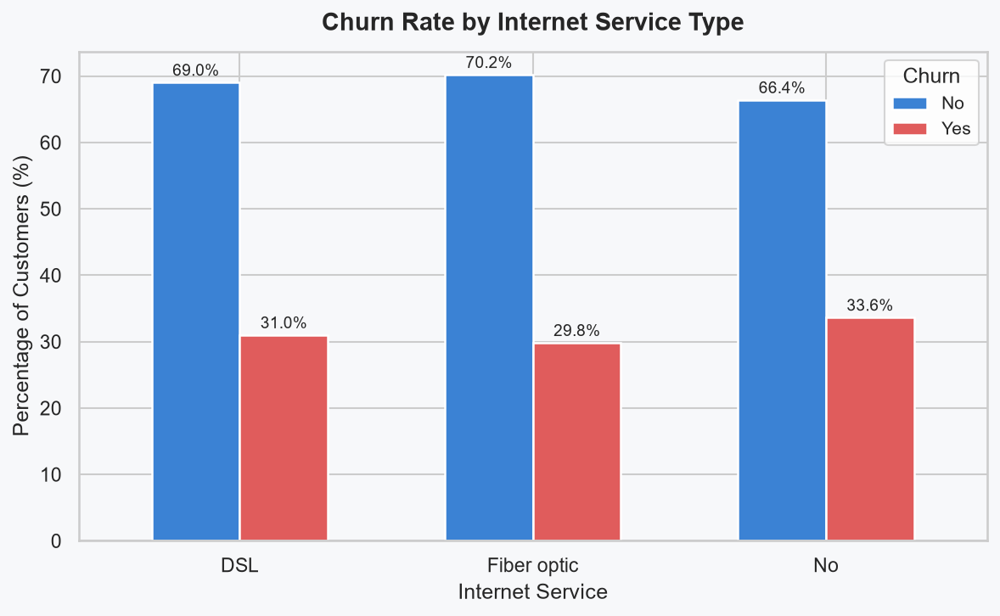 Churn Rate by Internet Service Type
Percentage of Customers (%)
70
60
50
40
30
20
10
0
69.0%
31.0%
70.2%
29.8%
66.4%
33.6%
Churn
No
Yes
DSL
Fiber optic
No
Internet Service